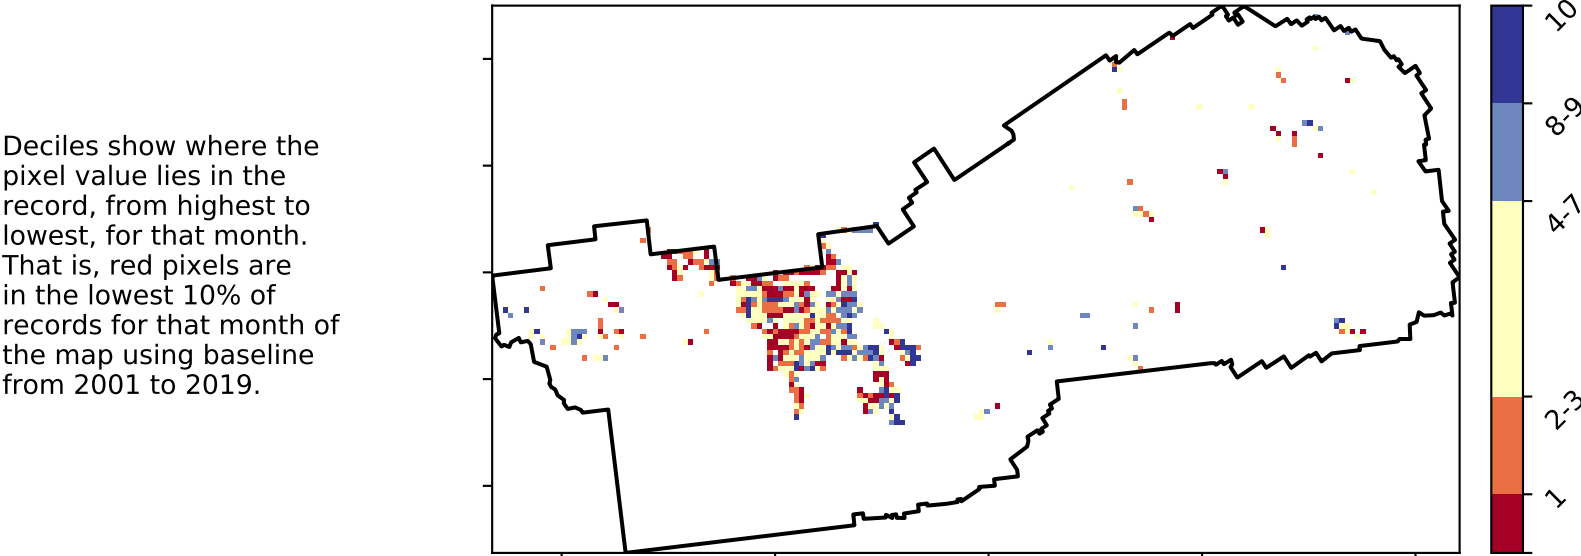 Deciles show where the
pixel value lies in the
record, from highest to
lowest, for that month.
That is, red pixels are
in the lowest 10% of
records for that month of
the map using baseline
from 2001 to 2019.
10
8-9
4-7
2-3
1